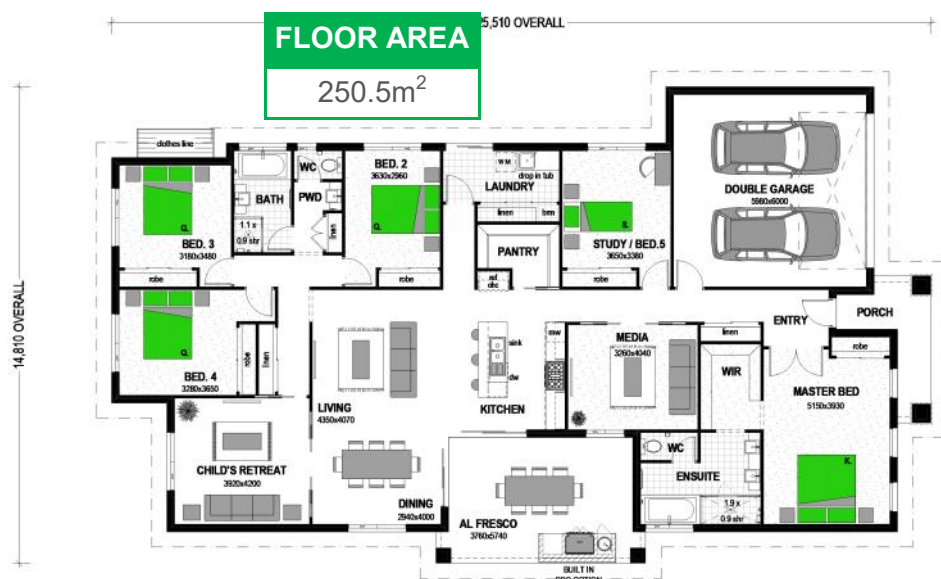 25,510 OVERALL
FLOOR AREA
250.5m²
14,810 OVERALL
clothes line
WC
BATH
PWD
1.1 x
0.9 shr
linen
BED. 2
3630x2960
Q.
robe
WM
drop in tub
LAUNDRY
linen
PANTRY
ref
STUDY / BED.5
3650x3380
robe
DOUBLE GARAGE
5980x6000
BED. 3
3180x3480
Q.
robe
BED. 4
3280x3650
Q.
robe
linen
LIVING
4350x4070
sink
dw
mw
KITCHEN
MEDIA
3260x4040
linen
WIR
ENTRY
PORCH
robe
MASTER BED
5150x3930
K.
CHILD'S RETREAT
3920x4200
DINING
2940x4000
AL FRESCO
3760x5740
WC
ENSUITE
1.9 x
0.9 shr
BUILT IN